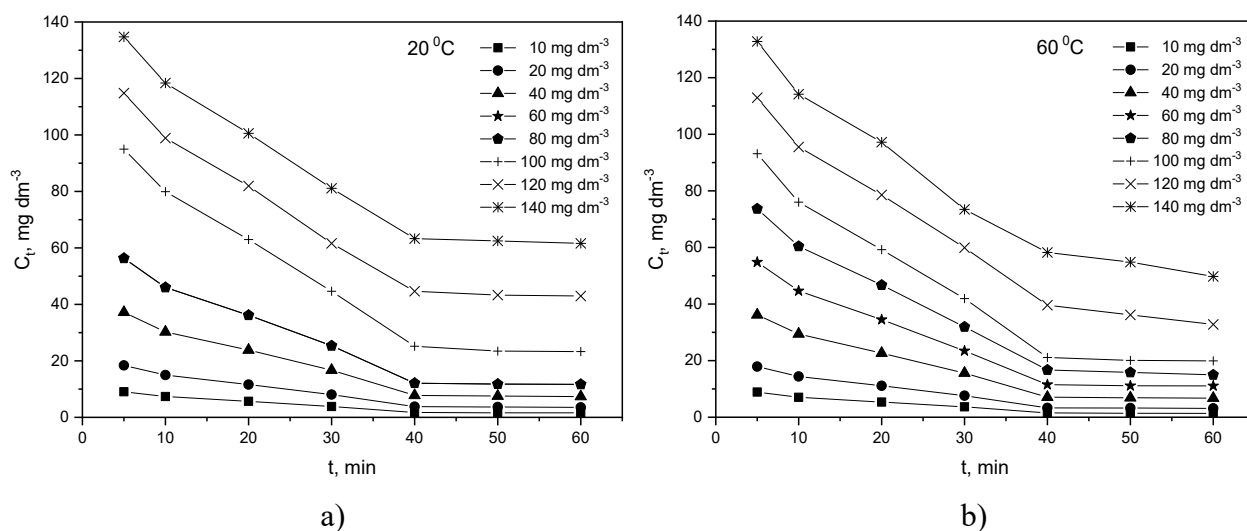 20 ⁰C
10 mg dm⁻³
20 mg dm⁻³
40 mg dm⁻³
60 mg dm⁻³
80 mg dm⁻³
100 mg dm⁻³
120 mg dm⁻³
140 mg dm⁻³
Cₜ, mg dm⁻³
140
120
100
80
60
40
20
0
0 10 20 30 40 50 60
t, min
a)
60 ⁰C
10 mg dm⁻³
20 mg dm⁻³
40 mg dm⁻³
60 mg dm⁻³
80 mg dm⁻³
100 mg dm⁻³
120 mg dm⁻³
140 mg dm⁻³
Cₜ, mg dm⁻³
140
120
100
80
60
40
20
0
0 10 20 30 40 50 60
t, min
b)